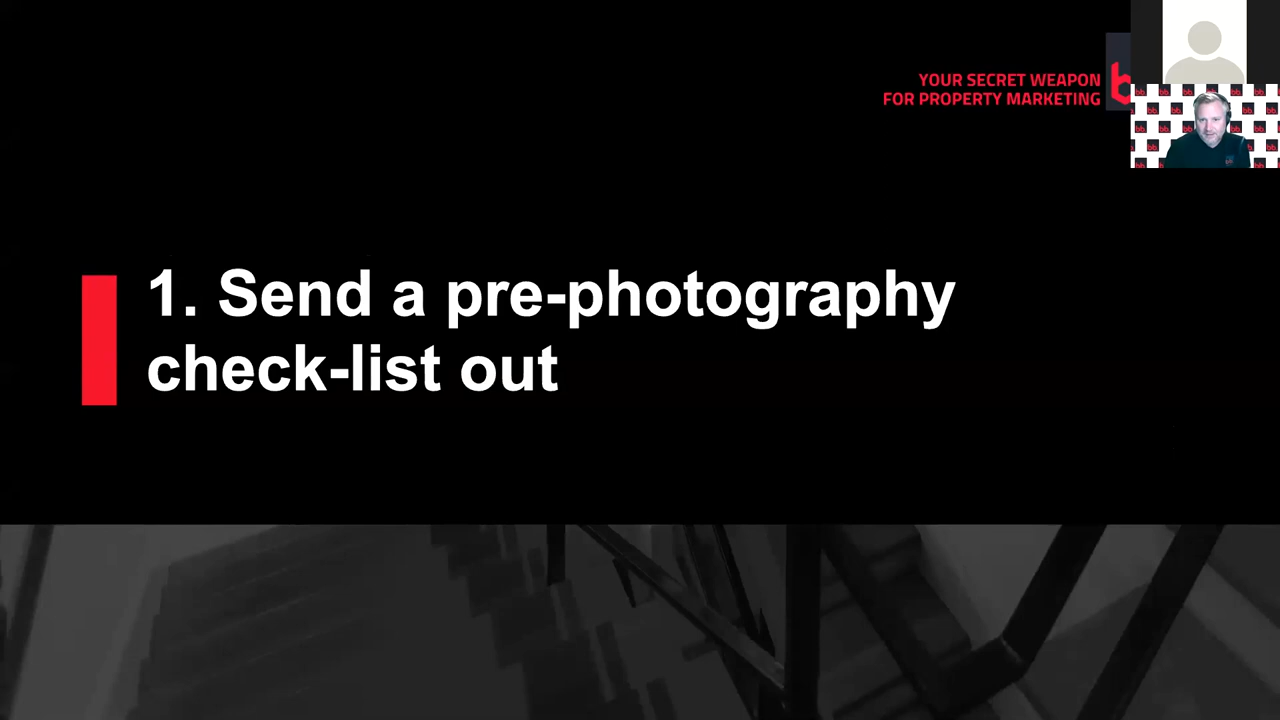 YOUR SECRET WEAPON
FOR PROPERTY MARKETING
1. Send a pre-photography
check-list out